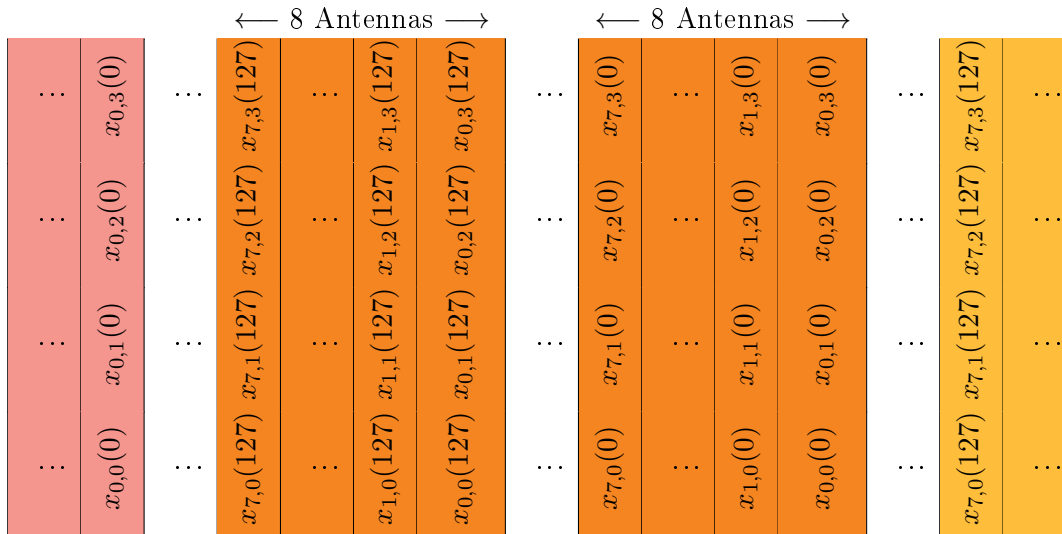 ⟵ 8 Antennas ⟶ ⟵ 8 Antennas ⟶
... x_{0,3}(0) ... x_{7,3}(127) ... x_{1,3}(127) x_{0,3}(127) ... x_{7,3}(0) ... x_{1,3}(0) x_{0,3}(0) ... x_{7,3}(127) ...
... x_{0,2}(0) ... x_{7,2}(127) ... x_{1,2}(127) x_{0,2}(127) ... x_{7,2}(0) ... x_{1,2}(0) x_{0,2}(0) ... x_{7,2}(127) ...
... x_{0,1}(0) ... x_{7,1}(127) ... x_{1,1}(127) x_{0,1}(127) ... x_{7,1}(0) ... x_{1,1}(0) x_{0,1}(0) ... x_{7,1}(127) ...
... x_{0,0}(0) ... x_{7,0}(127) ... x_{1,0}(127) x_{0,0}(127) ... x_{7,0}(0) ... x_{1,0}(0) x_{0,0}(0) ... x_{7,0}(127) ...